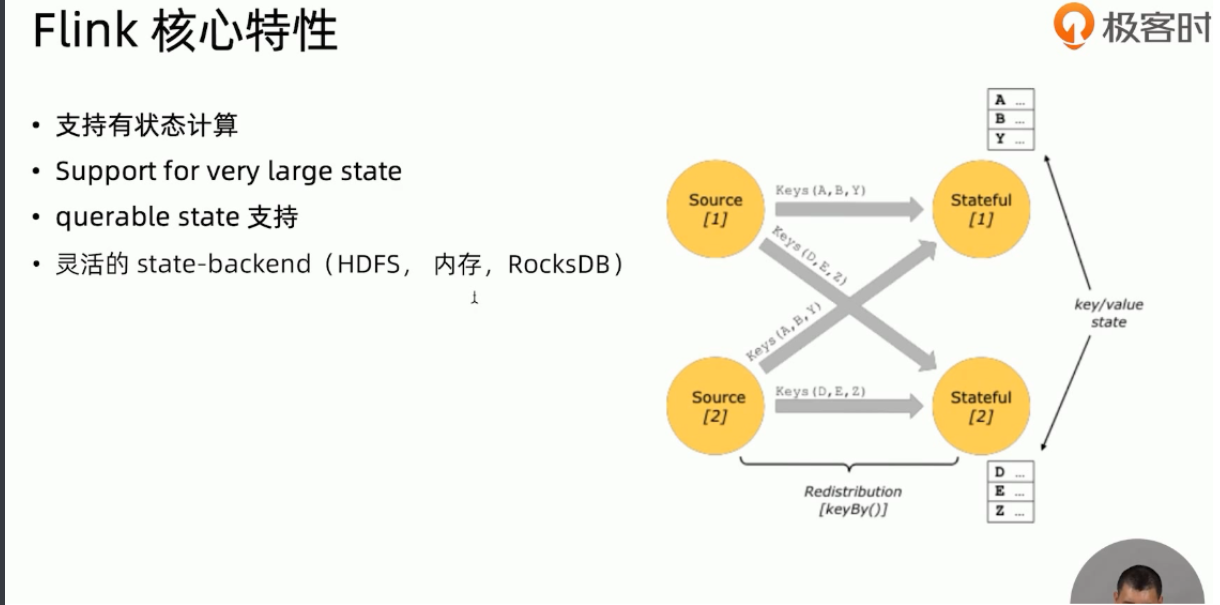 Flink 核心特性
极客时
• 支持有状态计算
• Support for very large state
• querable state 支持
• 灵活的 state-backend（HDFS， 内存，RocksDB）
A ...
B ...
Y ...
Source
[1]
Keys(A,B,Y)
Stateful
[1]
Keys(D,E,Z)
key/value
state
Keys(A,B,Y)
Source
[2]
Keys(D,E,Z)
Stateful
[2]
Redistribution
[keyBy()]
D ...
E ...
Z ...